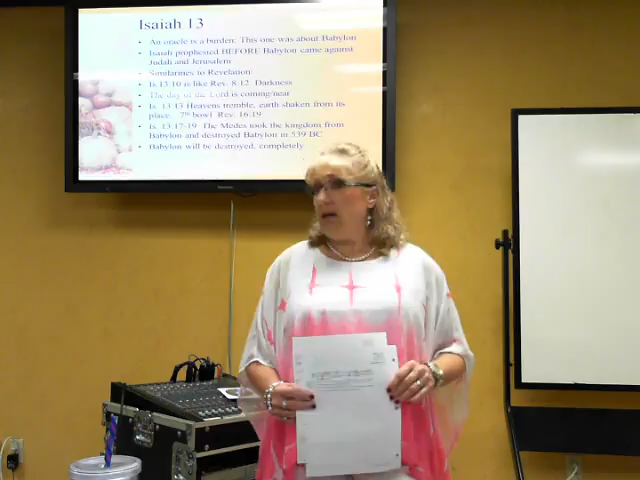 Isaiah 13
• An oracle is a burden: This one was about Babylon
• Isaiah prophesied BEFORE Babylon came against
Judah and Jerusalem
• Similarities to Revelation:
• Is.13:10 is like Rev. 8:12 Darkness
• The day of the Lord is coming/near
• Is. 13:13 Heavens tremble, earth shaken from its
place. 7th bowl Rev. 16:19
• Is. 13:17-19 The Medes took the kingdom from
Babylon and destroyed Babylon in 539 BC
• Babylon will be destroyed, completely
Panasonic